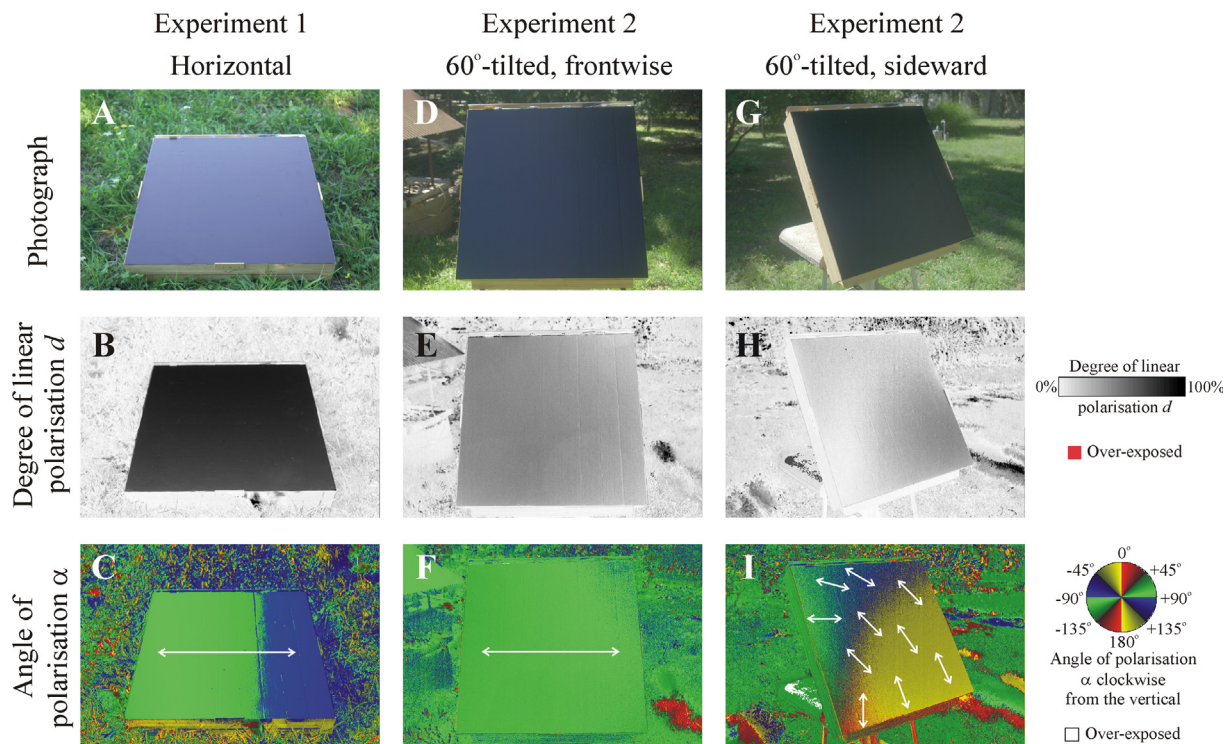 Experiment 1
Horizontal
Experiment 2
60°-tilted, frontwise
Experiment 2
60°-tilted, sideward
Photograph
A
D
G
Degree of linear
polarisation d
B
E
H
Degree of linear
0%
100%
polarisation d
Over-exposed
Angle of
polarisation α
C
F
I
0°
-45°
+45°
-90°
+90°
-135°
+135°
180°
Angle of polarisation
α clockwise
from the vertical
Over-exposed